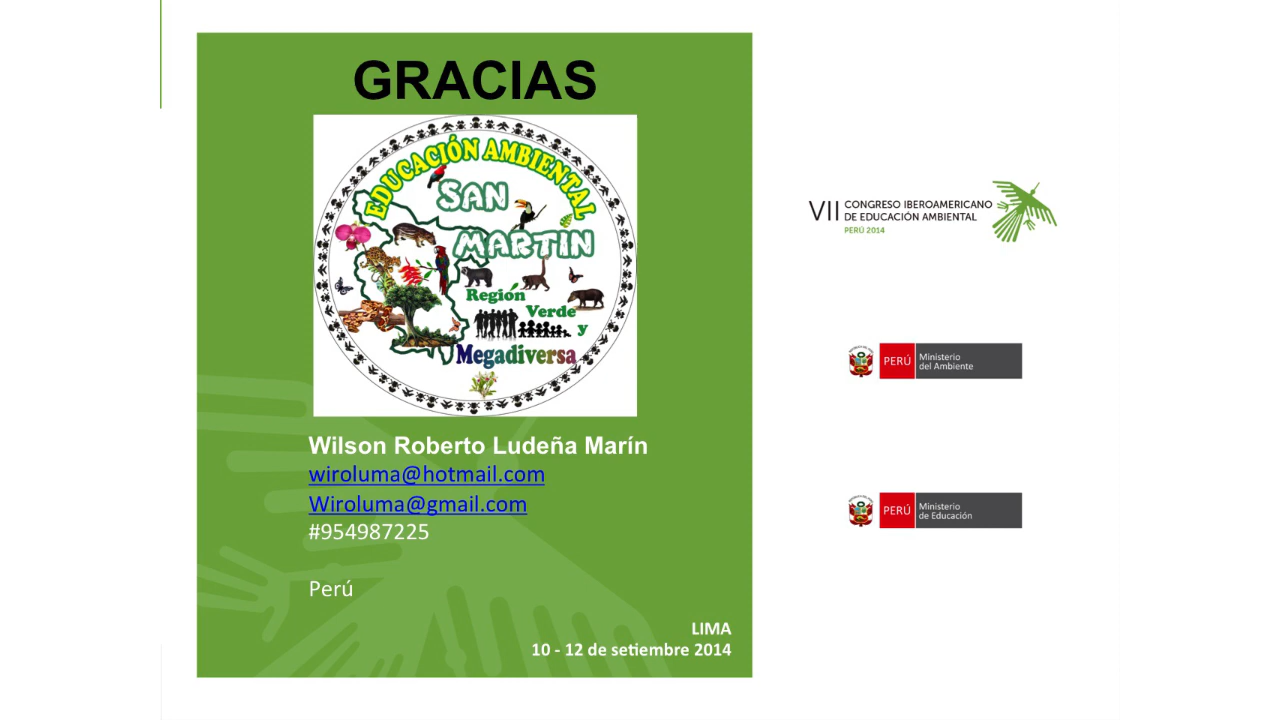 GRACIAS
EDUCACIÓN AMBIENTAL
SAN
MARTIN
Región
Verde
y
Megadiversa
Wilson Roberto Ludeña Marín
wiroluma@hotmail.com
Wiroluma@gmail.com
#954987225
Perú
LIMA
10 - 12 de setiembre 2014
VII CONGRESO IBEROAMERICANO
DE EDUCACIÓN AMBIENTAL
PERÚ 2014
PERÚ Ministerio
del Ambiente
PERÚ Ministerio
de Educación